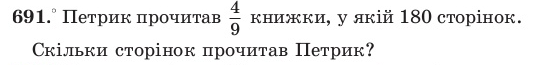 691.° Петрик прочитав 4/9 книжки, у якій 180 сторінок.
Скільки сторінок прочитав Петрик?